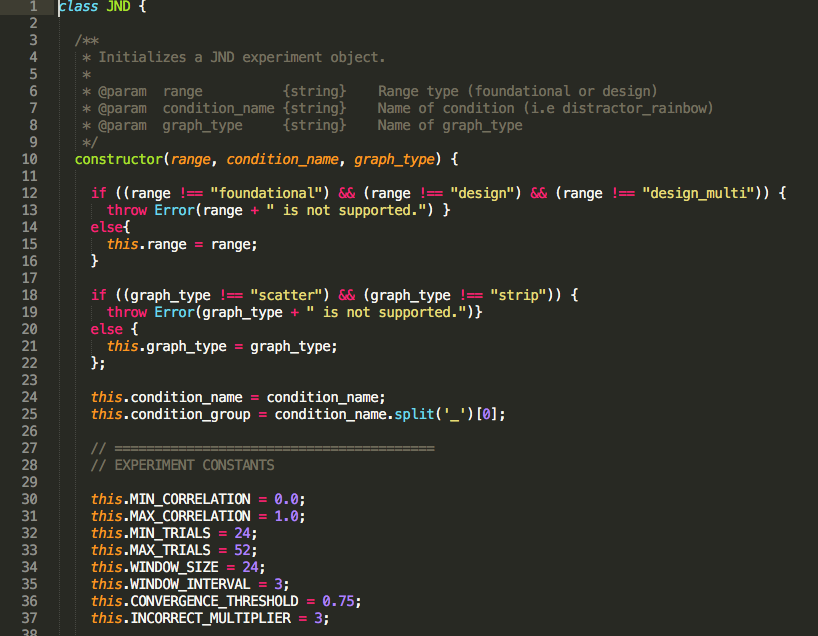 1 class JND {
2
3 /**
4 * Initializes a JND experiment object.
5 *
6 * @param range {string} Range type (foundational or design)
7 * @param condition_name {string} Name of condition (i.e distractor_rainbow)
8 * @param graph_type {string} Name of graph_type
9 */
10 constructor(range, condition_name, graph_type) {
11
12 if ((range !== "foundational") && (range !== "design") && (range !== "design_multi")) {
13 throw Error(range + " is not supported.") }
14 else{
15 this.range = range;
16 }
17
18 if ((graph_type !== "scatter") && (graph_type !== "strip")) {
19 throw Error(graph_type + " is not supported.")}
20 else {
21 this.graph_type = graph_type;
22 };
23
24 this.condition_name = condition_name;
25 this.condition_group = condition_name.split('_')[0];
26
27 // ========================================
28 // EXPERIMENT CONSTANTS
29
30 this.MIN_CORRELATION = 0.0;
31 this.MAX_CORRELATION = 1.0;
32 this.MIN_TRIALS = 24;
33 this.MAX_TRIALS = 52;
34 this.WINDOW_SIZE = 24;
35 this.WINDOW_INTERVAL = 3;
36 this.CONVERGENCE_THRESHOLD = 0.75;
37 this.INCORRECT_MULTIPLIER = 3;
38